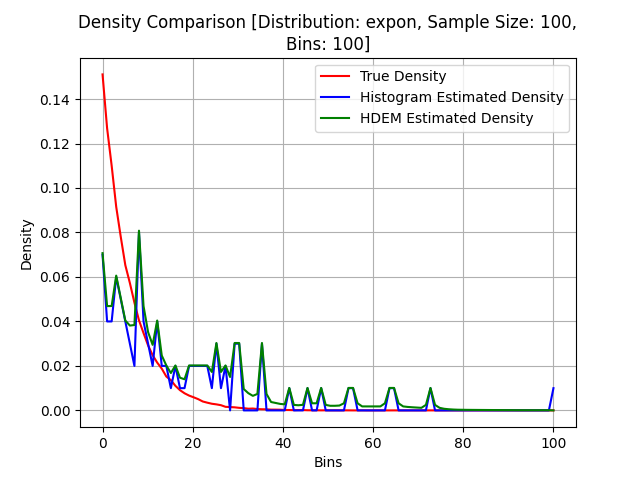 Density Comparison [Distribution: expon, Sample Size: 100,
Bins: 100]
True Density
Histogram Estimated Density
HDEM Estimated Density
Density
0.14
0.12
0.10
0.08
0.06
0.04
0.02
0.00
0
20
40
60
80
100
Bins